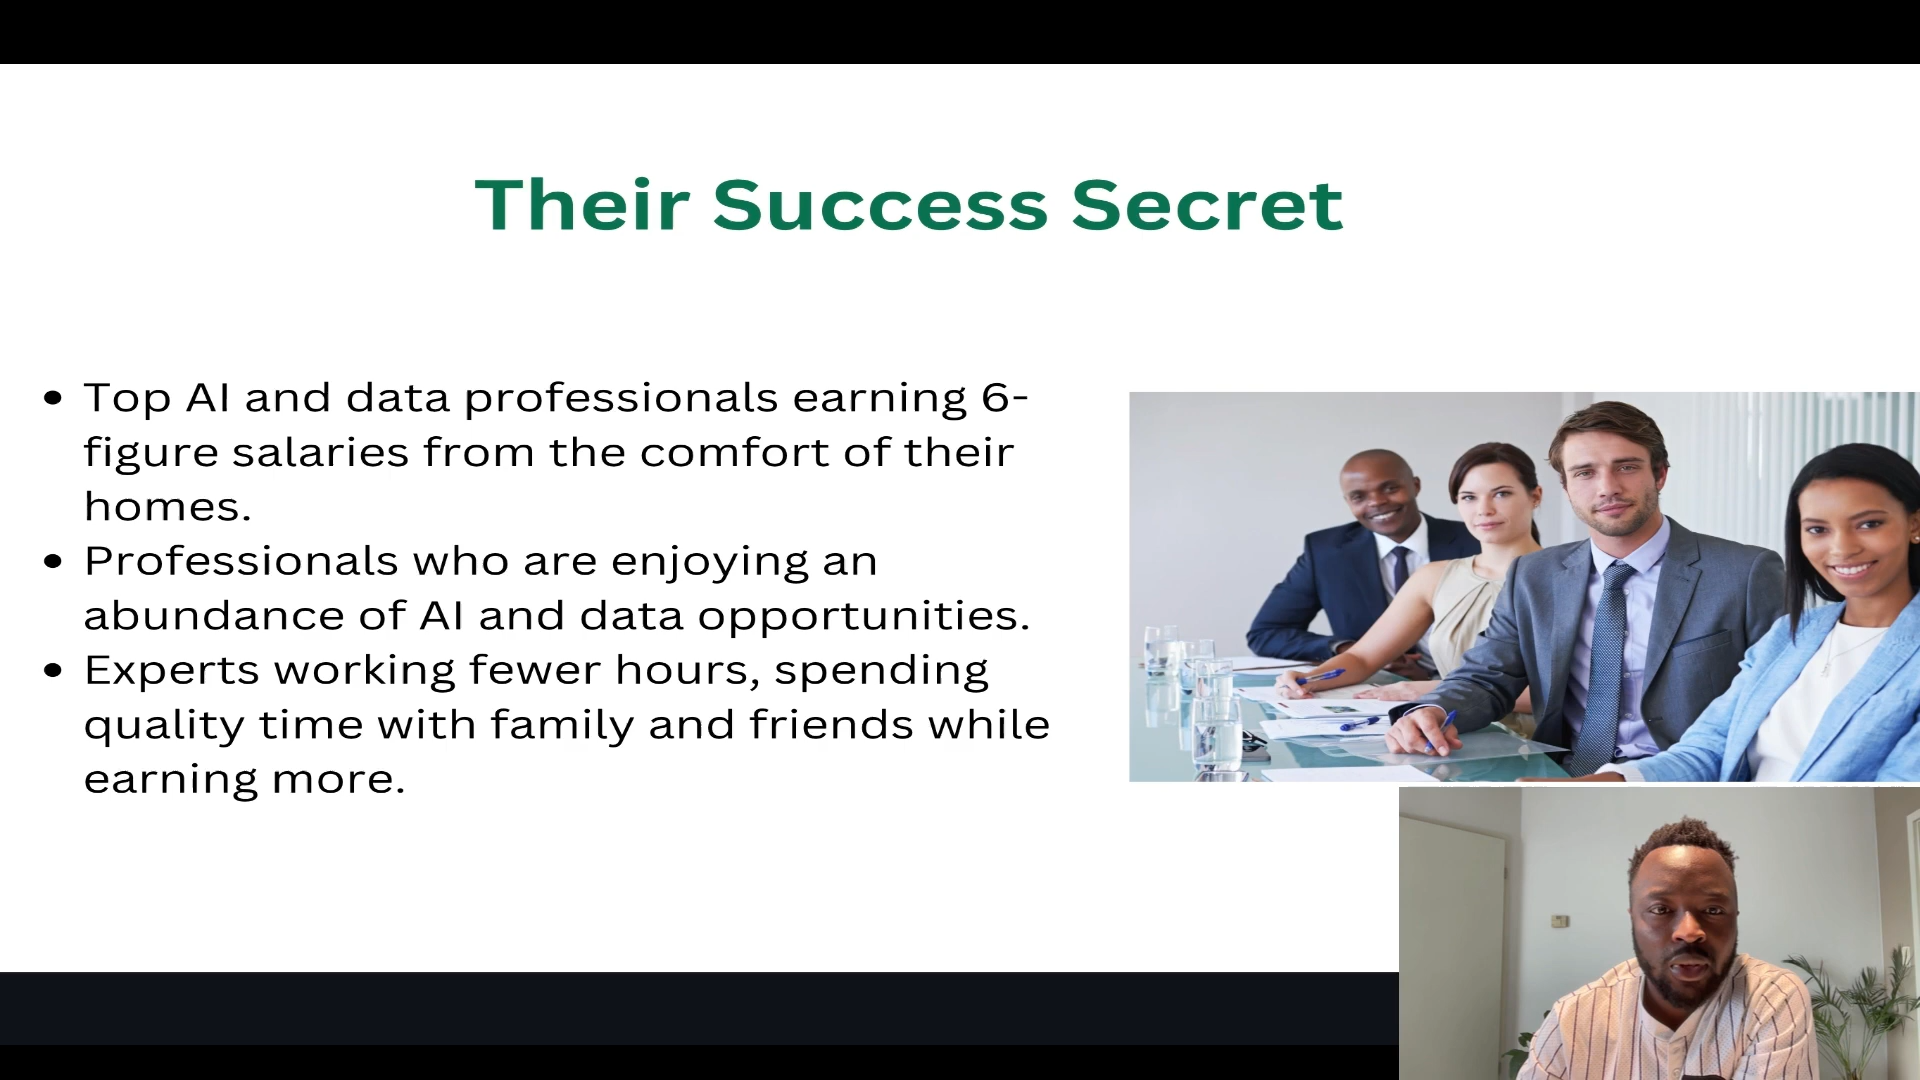 Their Success Secret
• Top AI and data professionals earning 6-
figure salaries from the comfort of their
homes.
• Professionals who are enjoying an
abundance of AI and data opportunities.
• Experts working fewer hours, spending
quality time with family and friends while
earning more.